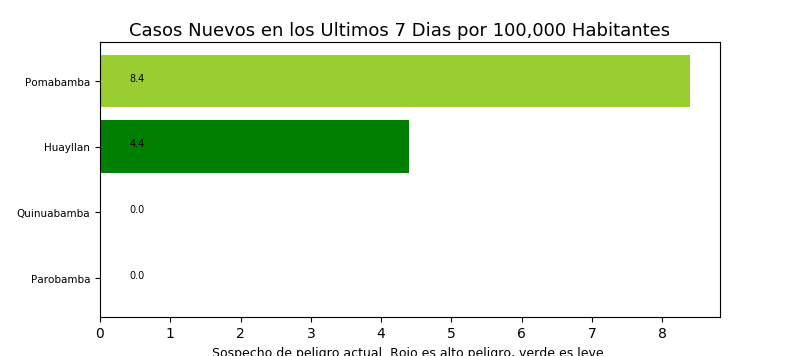 Casos Nuevos en los Ultimos 7 Dias por 100,000 Habitantes
Pomabamba
8.4
Huayllan
4.4
Quinuabamba
0.0
Parobamba
0.0
0 1 2 3 4 5 6 7 8
Sospecho de peligro actual. Rojo es alto peligro, verde es leve